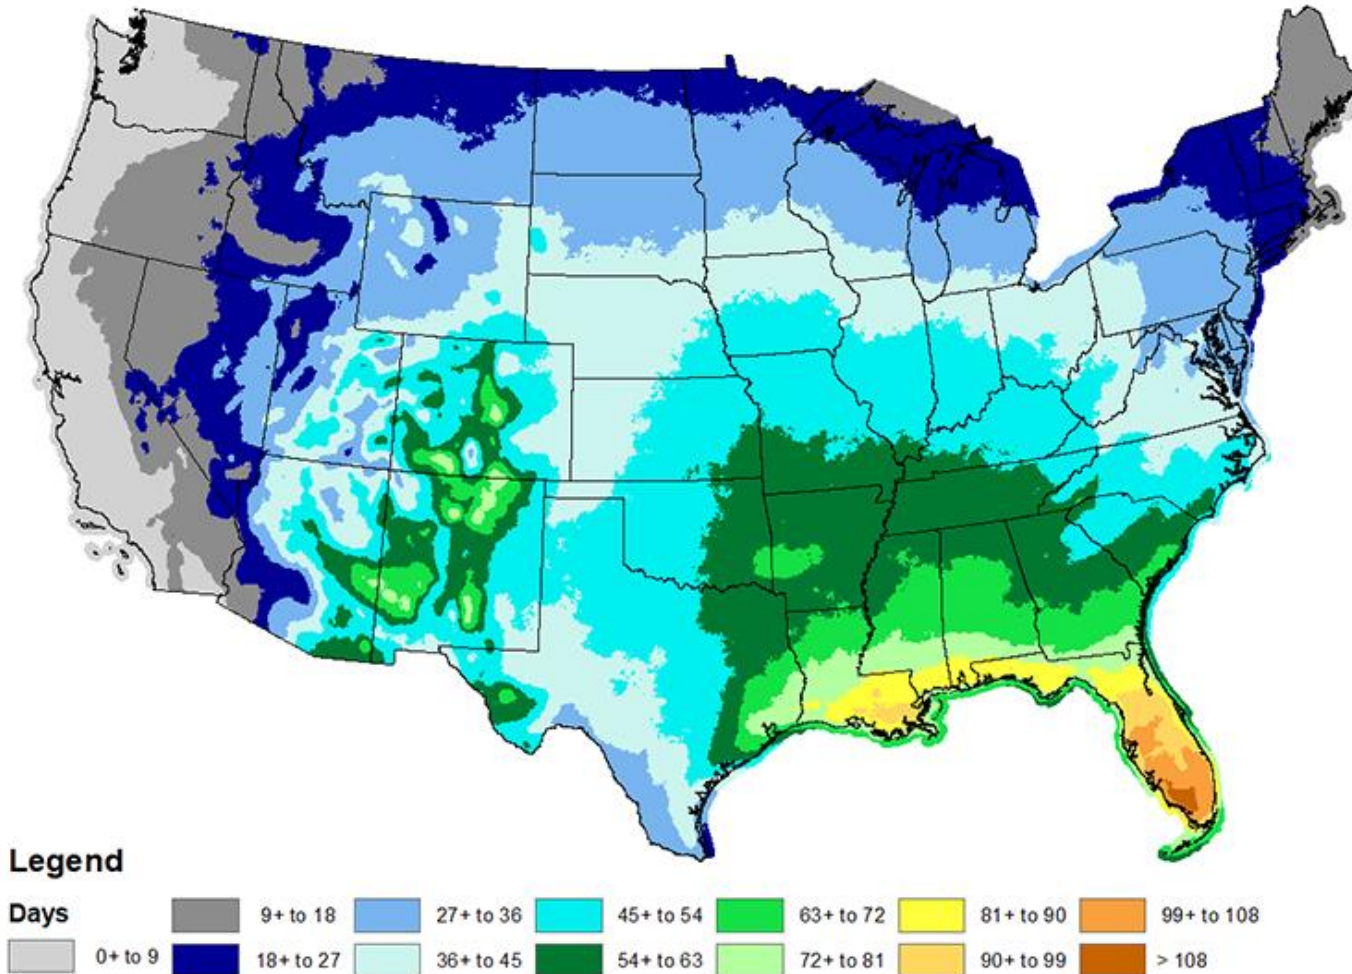 Legend
Days
9+ to 18
27+ to 36
45+ to 54
63+ to 72
81+ to 90
99+ to 108
0+ to 9
18+ to 27
36+ to 45
54+ to 63
72+ to 81
90+ to 99
> 108